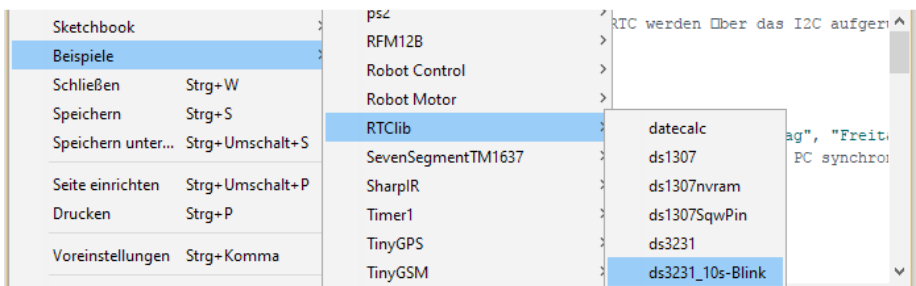 Sketchbook
Beispiele
Schließen Strg+W
Speichern Strg+S
Speichern unter... Strg+Umschalt+S
Seite einrichten Strg+Umschalt+P
Drucken Strg+P
Voreinstellungen Strg+Komma
ps2
RFM12B
Robot Control
Robot Motor
RTClib
SevenSegmentTM1637
SharpIR
Timer1
TinyGPS
TinyGSM
datecalc
ds1307
ds1307nvram
ds1307SqwPin
ds3231
ds3231_10s-Blink
RTC werden □ber das I2C aufgeru
ag", "Freita
PC synchron